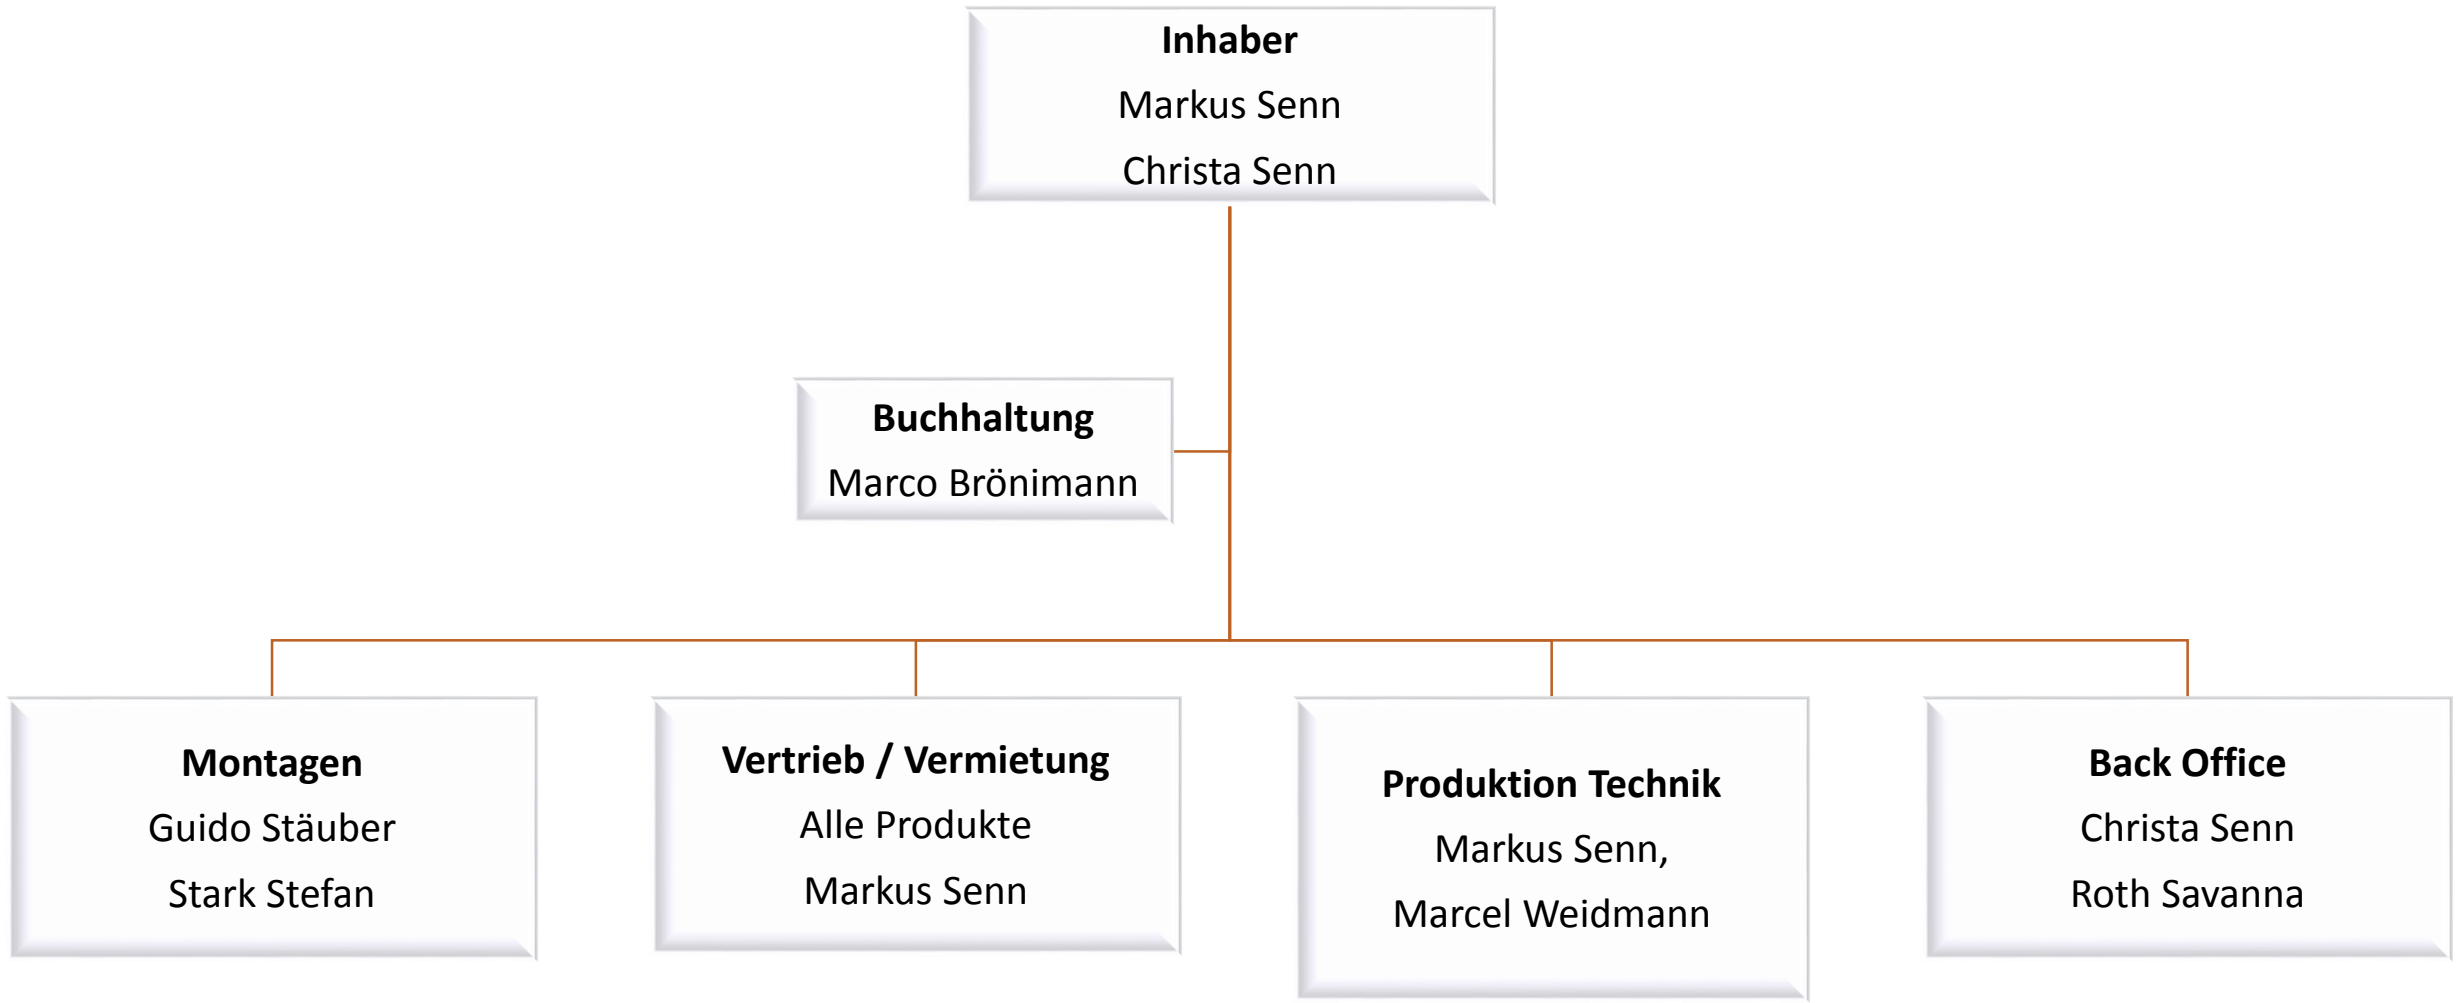 Inhaber
Markus Senn
Christa Senn
Buchhaltung
Marco Brönimann
Montagen
Guido Stäuber
Stark Stefan
Vertrieb / Vermietung
Alle Produkte
Markus Senn
Produktion Technik
Markus Senn,
Marcel Weidmann
Back Office
Christa Senn
Roth Savanna